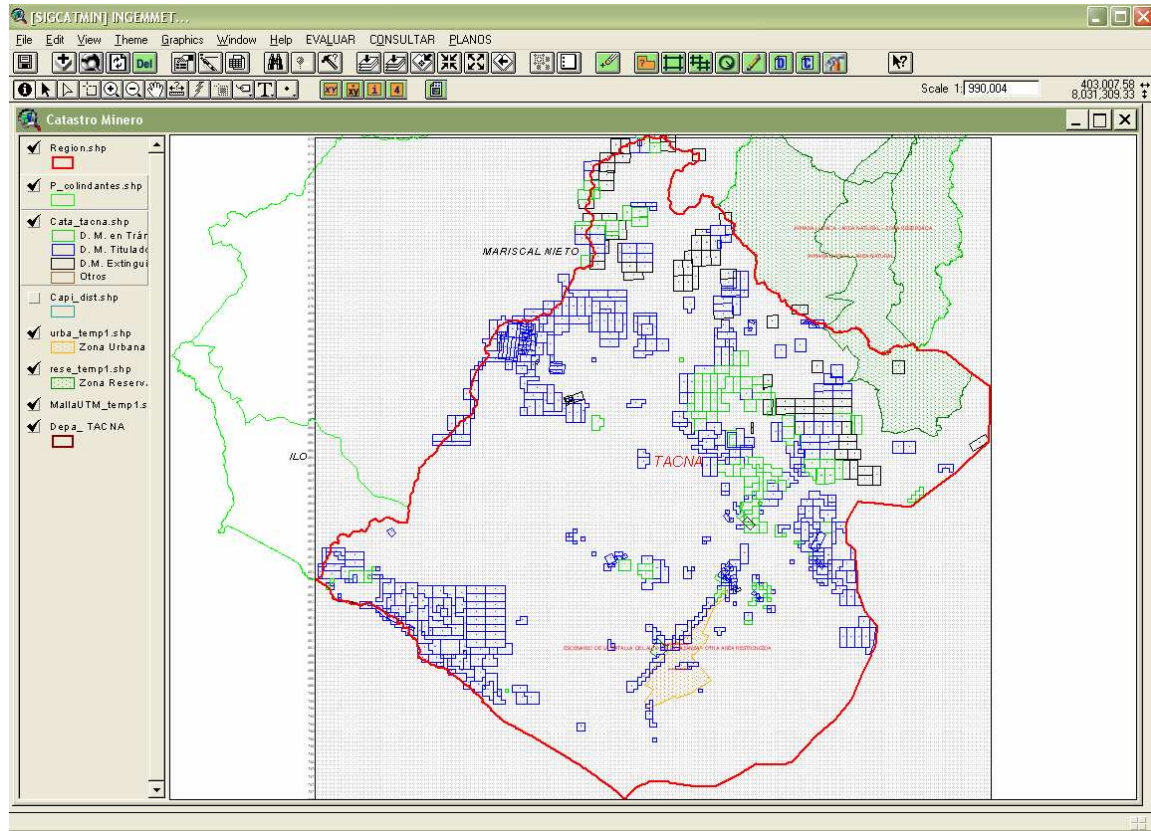 [SIGCATMIN] INGEMMET...
File Edit View Theme Graphics Window Help EVALUAR CONSULTAR PLANOS
Del
Scale 1: 990,004
403,007.58
8,031,309.33
Catastro Minero
Region.shp
P_colindantes.shp
Cata_tacna.shp
D. M. en Trán
D. M. Titulado
D.M. Extingui
Otros
Capi_dist.shp
urba_temp1.shp
Zona Urbana
rese_temp1.shp
Zona Reserv.
MallaUTM_temp1.s
Depa_ TACNA
MARISCAL NIETO
ILO
TACNA